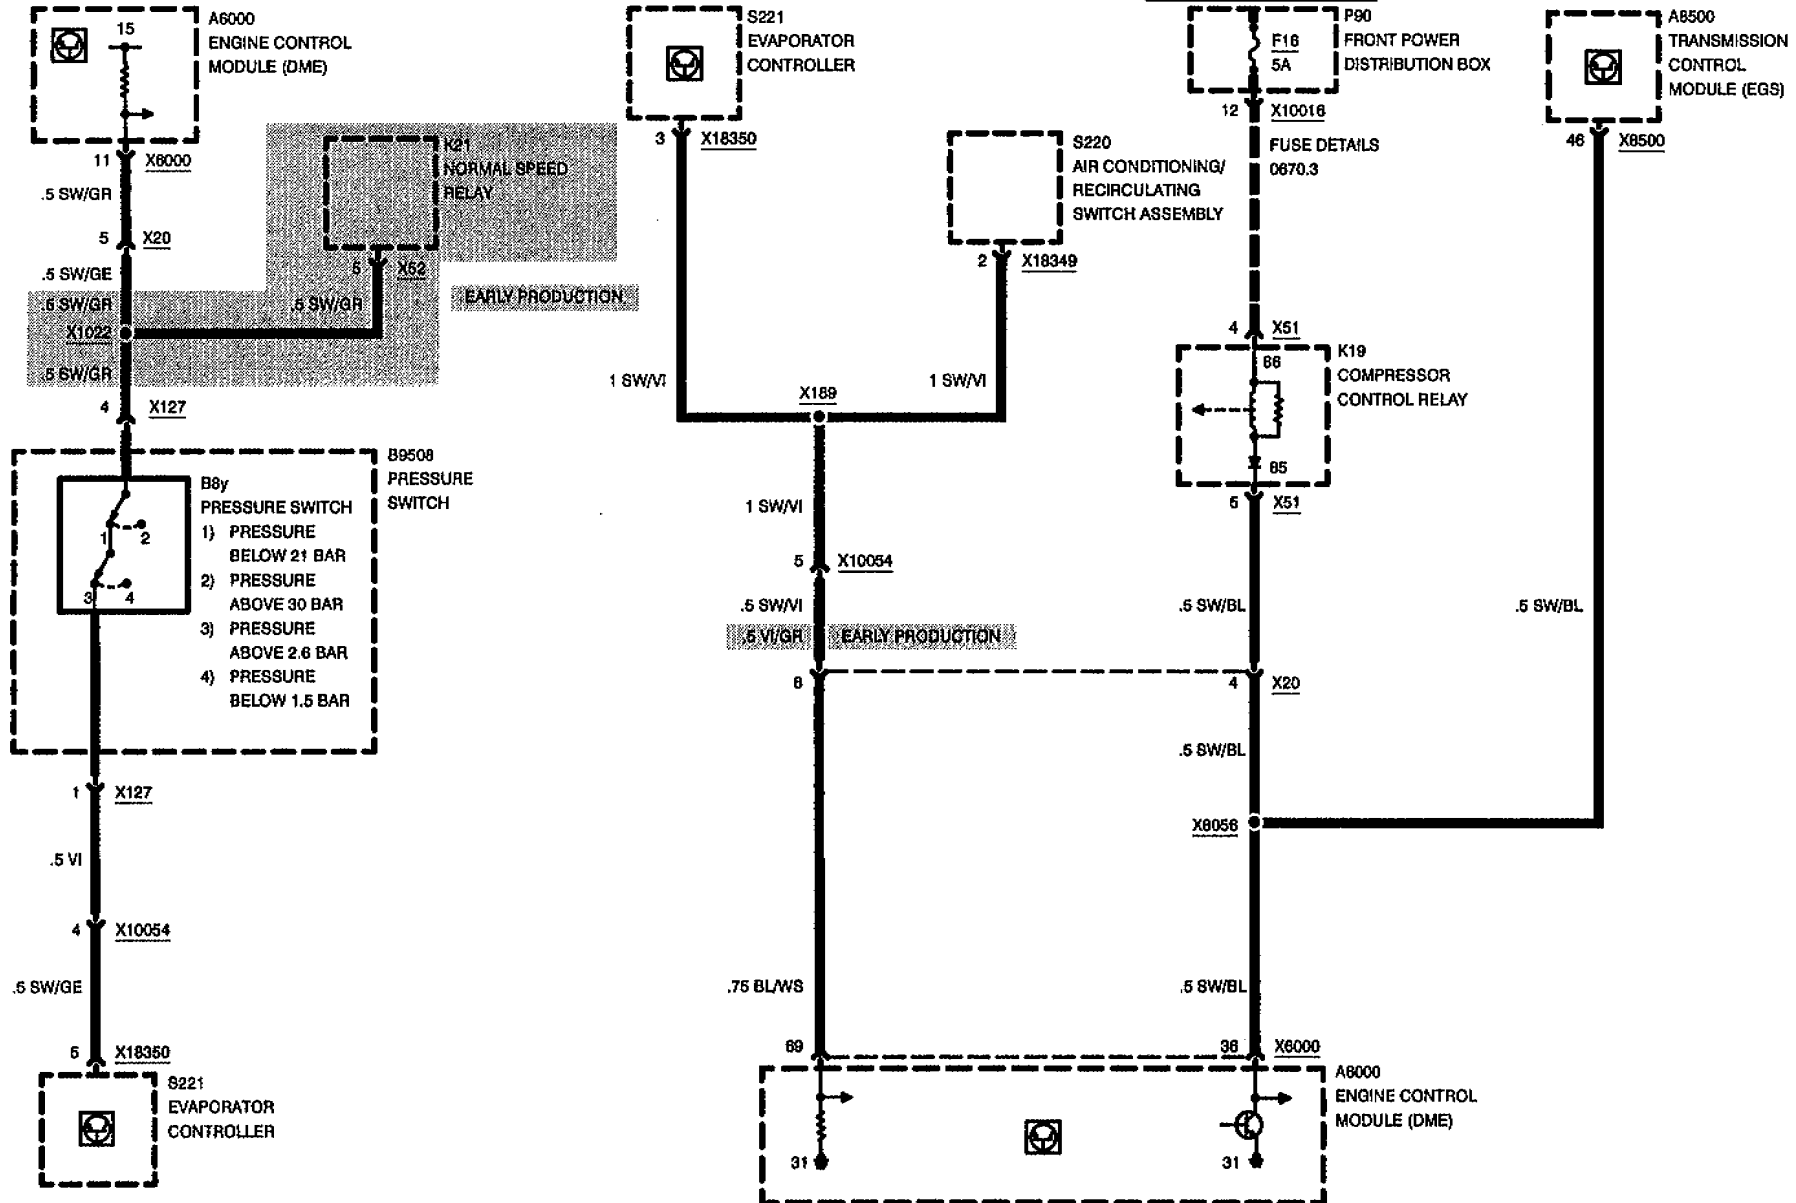 A6000
ENGINE CONTROL
MODULE (DME)
15
11 X6000
.5 SW/GR
5 X20
.5 SW/GE
.5 SW/GR
X1022
.5 SW/GR
4 X127
K21
NORMAL SPEED
RELAY
5 X52
.5 SW/GR
EARLY PRODUCTION
B9508
PRESSURE
SWITCH
B8y
PRESSURE SWITCH
1) PRESSURE
BELOW 21 BAR
2) PRESSURE
ABOVE 30 BAR
3) PRESSURE
ABOVE 2.6 BAR
4) PRESSURE
BELOW 1.5 BAR
1 2
3 4
1 X127
.5 VI
4 X10054
.5 SW/GE
5 X18350
S221
EVAPORATOR
CONTROLLER
S221
EVAPORATOR
CONTROLLER
3 X18350
S220
AIR CONDITIONING/
RECIRCULATING
SWITCH ASSEMBLY
2 X18349
1 SW/VI
1 SW/VI
X189
1 SW/VI
5 X10054
.5 SW/VI
.5 VI/GR EARLY PRODUCTION
8
.75 BL/WS
69
P90
FRONT POWER
DISTRIBUTION BOX
F16
5A
12 X10016
FUSE DETAILS
0670.3
4 X51
86
K19
COMPRESSOR
CONTROL RELAY
85
6 X51
.5 SW/BL
4 X20
.5 SW/BL
X6056
.5 SW/BL
36 X6000
A6000
ENGINE CONTROL
MODULE (DME)
31
31
A8500
TRANSMISSION
CONTROL
MODULE (EGS)
46 X8500
.5 SW/BL